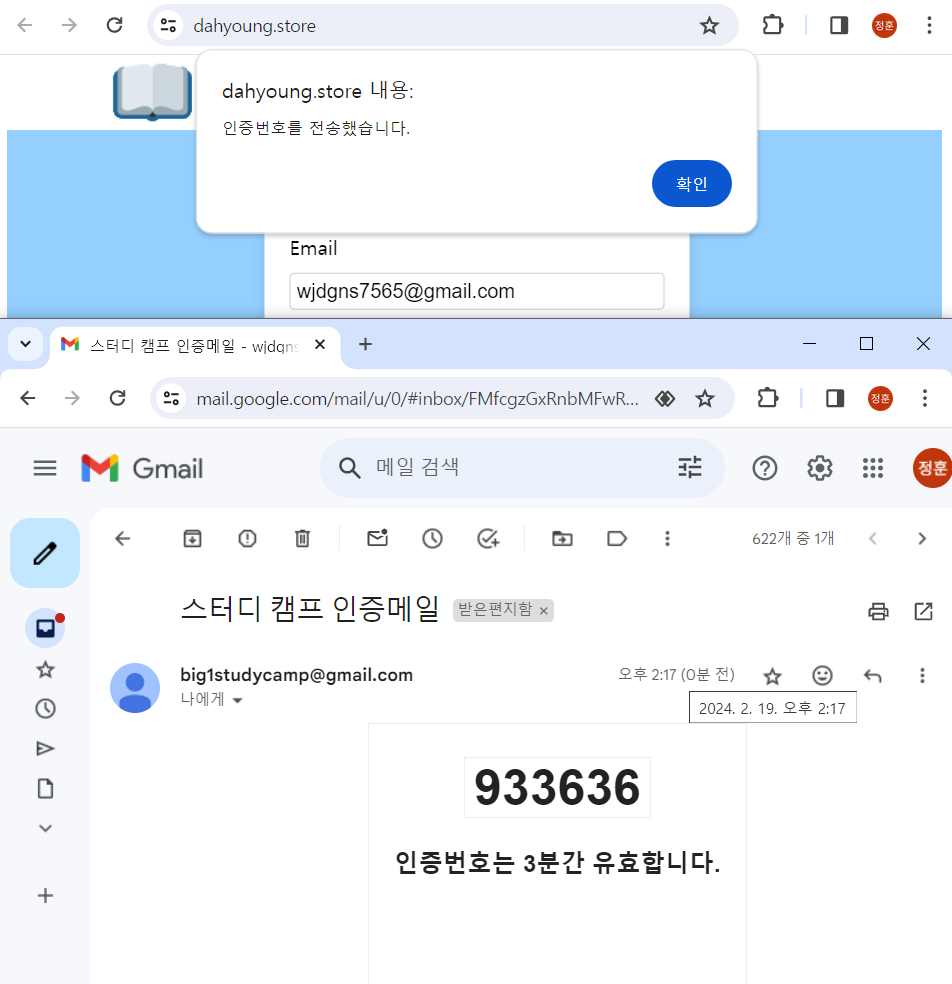 dahyoung.store
정훈
dahyoung.store 내용:
인증번호를 전송했습니다.
확인
Email
wjdgns7565@gmail.com
스터디 캠프 인증메일 - wjdgns
mail.google.com/mail/u/0/#inbox/FMfcgzGxRnbMFwR...
정훈
Gmail
메일 검색
정훈
622개 중 1개
스터디 캠프 인증메일
받은편지함 ×
big1studycamp@gmail.com
오후 2:17 (0분 전)
나에게
2024. 2. 19. 오후 2:17
933636
인증번호는 3분간 유효합니다.